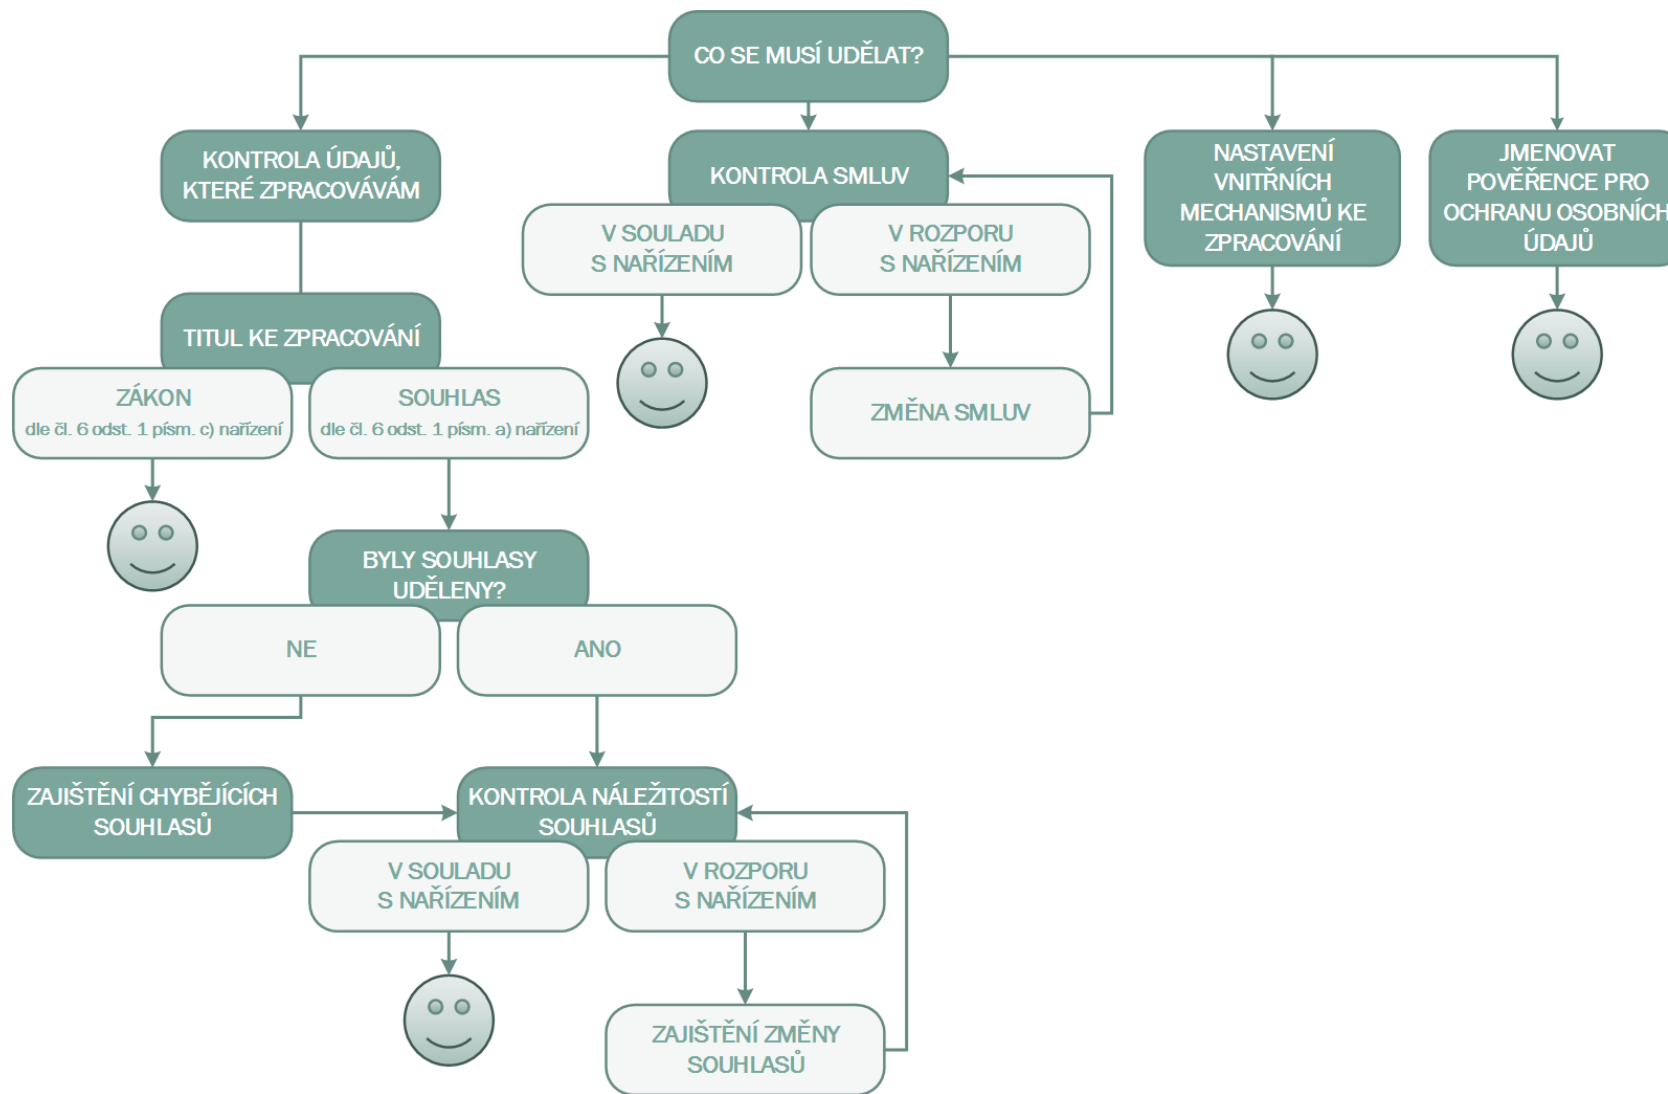 CO SE MUSÍ UDĚLAT?
KONTROLA ÚDAJŮ,
KTERÉ ZPRACOVÁVÁM
KONTROLA SMLUV
NASTAVENÍ
VNITŘNÍCH
MECHANISMŮ KE
ZPRACOVÁNÍ
JMENOVAT
POVĚŘENCE PRO
OCHRANU OSOBNÍCH
ÚDAJŮ
V SOULADU
S NAŘÍZENÍM
V ROZPORU
S NAŘÍZENÍM
ZMĚNA SMLUV
TITUL KE ZPRACOVÁNÍ
ZÁKON
dle čl. 6 odst. 1 písm. c) nařízení
SOUHLAS
dle čl. 6 odst. 1 písm. a) nařízení
BYLY SOUHLASY
UDĚLENY?
NE
ANO
ZAJIŠTĚNÍ CHYBĚJÍCÍCH
SOUHLASŮ
KONTROLA NÁLEŽITOSTÍ
SOUHLASŮ
V SOULADU
S NAŘÍZENÍM
V ROZPORU
S NAŘÍZENÍM
ZAJIŠTĚNÍ ZMĚNY
SOUHLASŮ